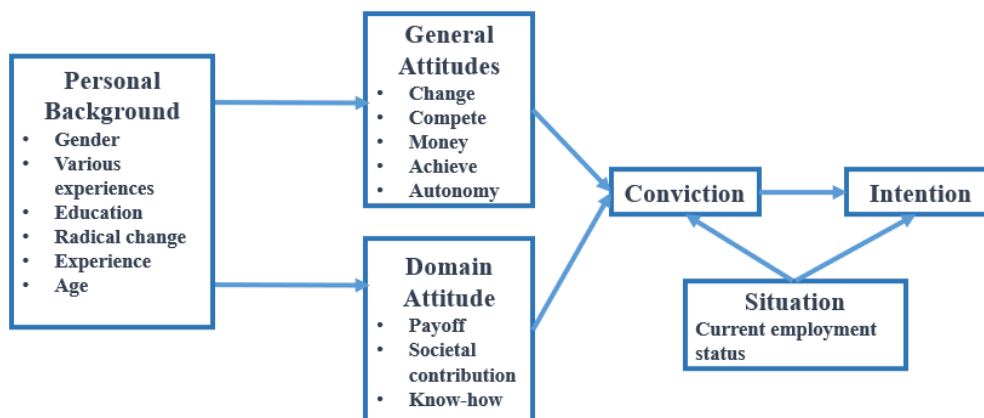 Personal
Background
• Gender
• Various
experiences
• Education
• Radical change
• Experience
• Age
General
Attitudes
• Change
• Compete
• Money
• Achieve
• Autonomy
Domain
Attitude
• Payoff
• Societal
contribution
• Know-how
Conviction
Intention
Situation
Current employment
status